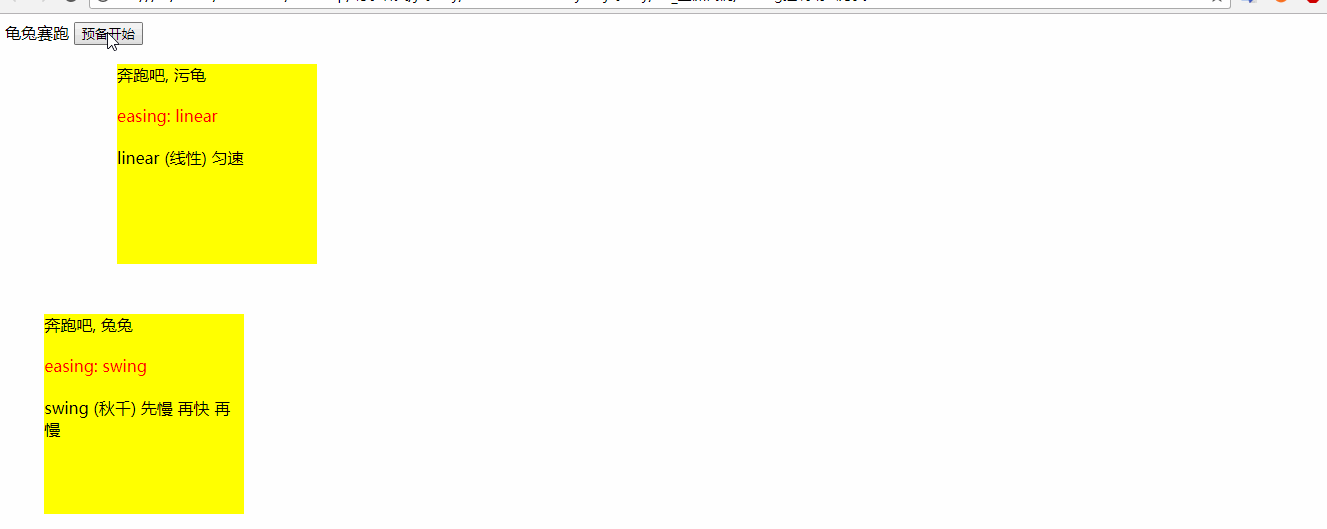 龟兔赛跑 预备开始
奔跑吧, 污龟
easing: linear
linear (线性) 匀速
奔跑吧, 兔兔
easing: swing
swing (秋千) 先慢 再快 再
慢